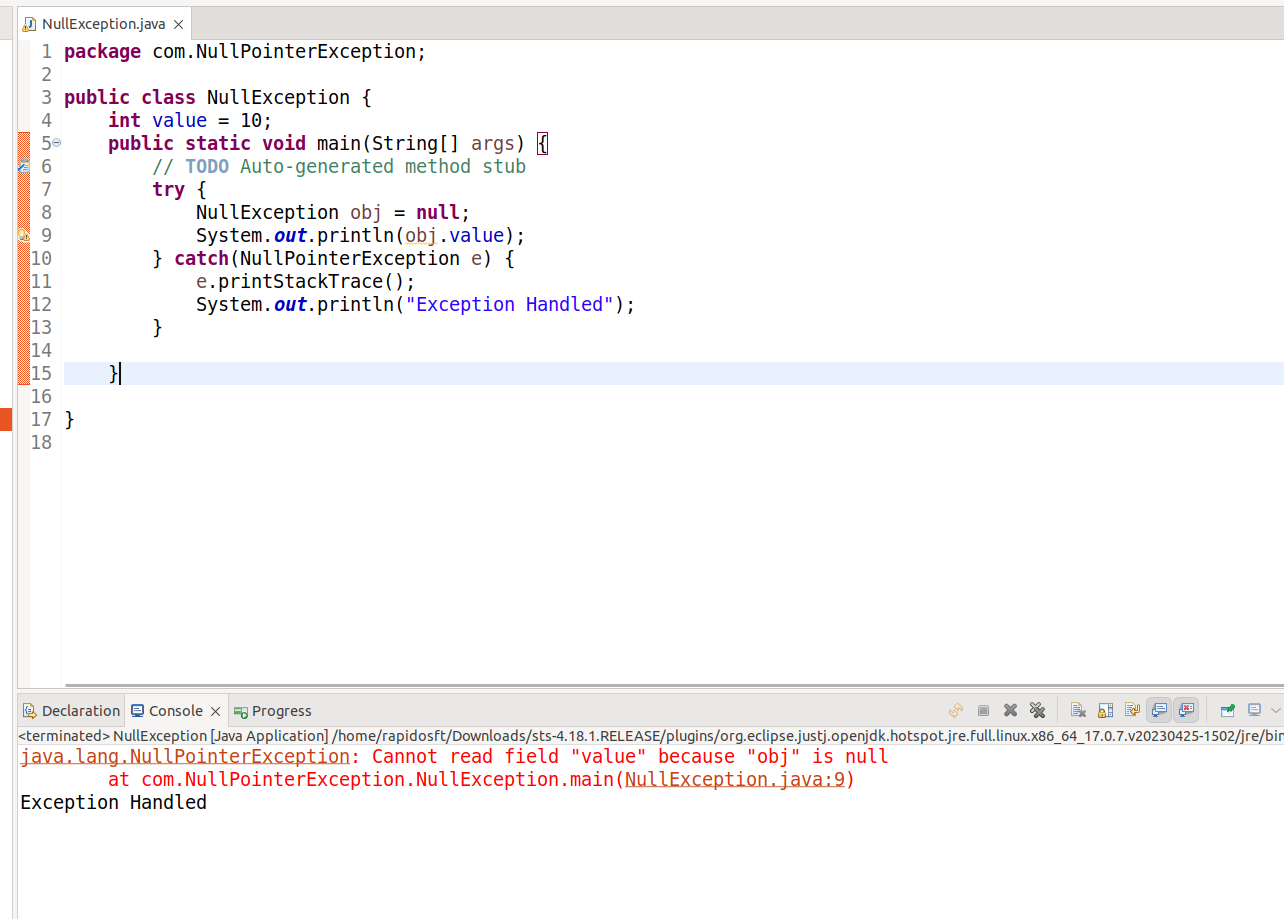 NullException.java
1 package com.NullPointerException;
2
3 public class NullException {
4     int value = 10;
5     public static void main(String[] args) {
6         // TODO Auto-generated method stub
7         try {
8             NullException obj = null;
9             System.out.println(obj.value);
10         } catch(NullPointerException e) {
11             e.printStackTrace();
12             System.out.println("Exception Handled");
13         }
14
15     }
16
17 }
18
Declaration Console Progress
<terminated> NullException [Java Application] /home/rapidosft/Downloads/sts-4.18.1.RELEASE/plugins/org.eclipse.justj.openjdk.hotspot.jre.full.linux.x86_64_17.0.7.v20230425-1502/jre/bin
java.lang.NullPointerException: Cannot read field "value" because "obj" is null
        at com.NullPointerException.NullException.main(NullException.java:9)
Exception Handled